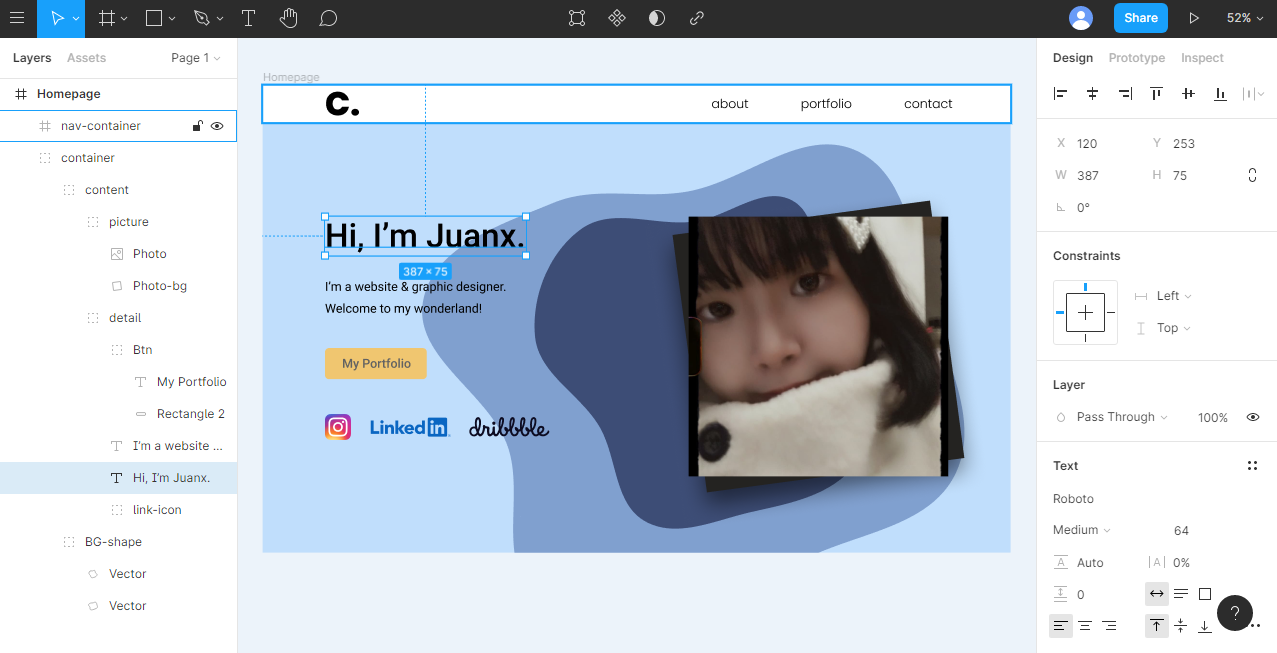 Share
52%
Layers Assets Page 1
Homepage
nav-container
container
content
picture
Photo
Photo-bg
detail
Btn
My Portfolio
Rectangle 2
I'm a website ...
Hi, I'm Juanx.
link-icon
BG-shape
Vector
Vector
Homepage
c. about portfolio contact
Hi, I'm Juanx.
387 × 75
I'm a website & graphic designer.
Welcome to my wonderland!
My Portfolio
Linked in dribbble
Design Prototype Inspect
X 120 Y 253
W 387 H 75
0°
Constraints
Left
Top
Layer
Pass Through 100%
Text
Roboto
Medium 64
A Auto |A| 0%
0
?